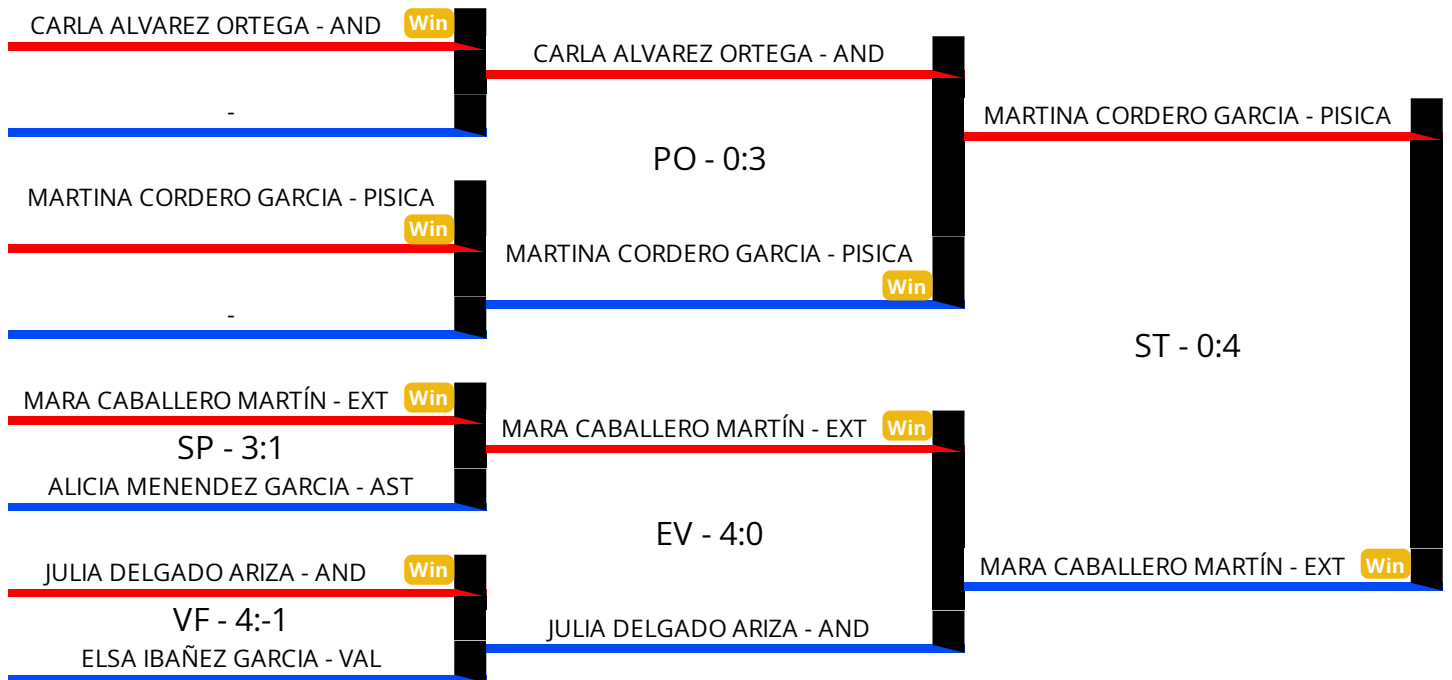 CARLA ALVAREZ ORTEGA - AND Win
-
MARTINA CORDERO GARCIA - PISICA
Win
-
MARA CABALLERO MARTÍN - EXT Win
SP - 3:1
ALICIA MENENDEZ GARCIA - AST
JULIA DELGADO ARIZA - AND Win
VF - 4:-1
ELSA IBAÑEZ GARCIA - VAL
CARLA ALVAREZ ORTEGA - AND
PO - 0:3
MARTINA CORDERO GARCIA - PISICA
Win
MARA CABALLERO MARTÍN - EXT Win
EV - 4:0
JULIA DELGADO ARIZA - AND
MARTINA CORDERO GARCIA - PISICA
ST - 0:4
MARA CABALLERO MARTÍN - EXT Win